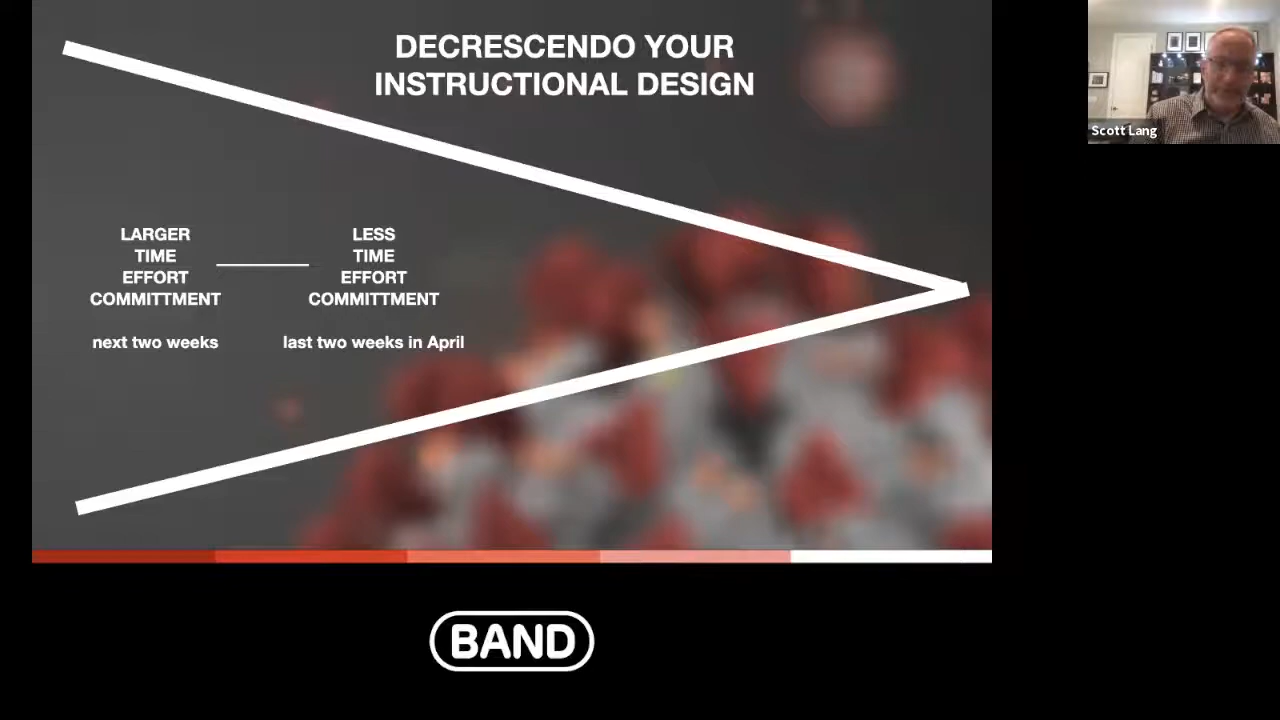 DECRESCENDO YOUR
INSTRUCTIONAL DESIGN
LARGER
TIME
EFFORT
COMMITTMENT
next two weeks
LESS
TIME
EFFORT
COMMITTMENT
last two weeks in April
Scott Lang
BAND